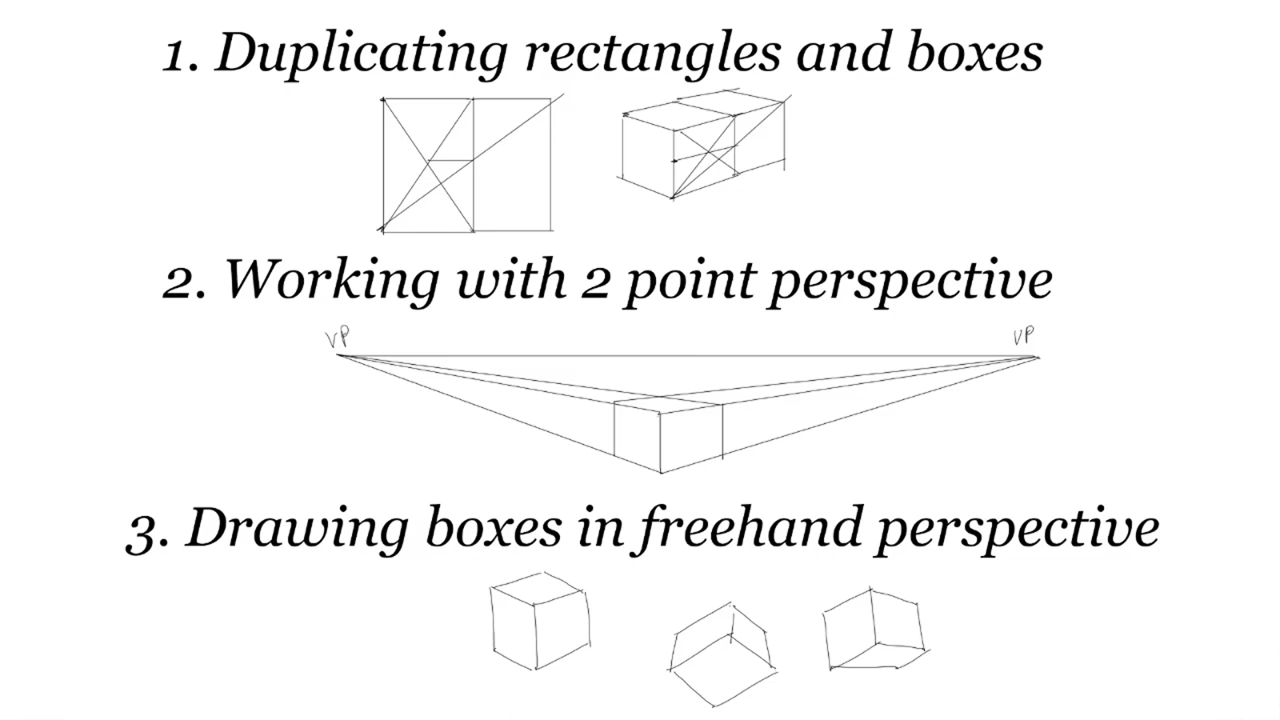 1. Duplicating rectangles and boxes
2. Working with 2 point perspective
VP VP
3. Drawing boxes in freehand perspective